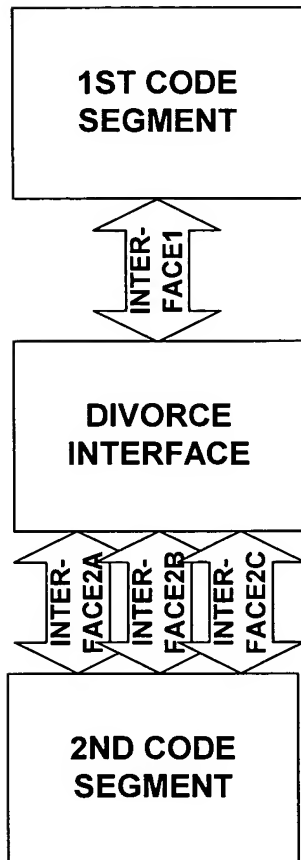 1ST CODE
SEGMENT
INTER-
FACE1
DIVORCE
INTERFACE
INTER-
FACE2A
INTER-
FACE2B
INTER-
FACE2C
2ND CODE
SEGMENT